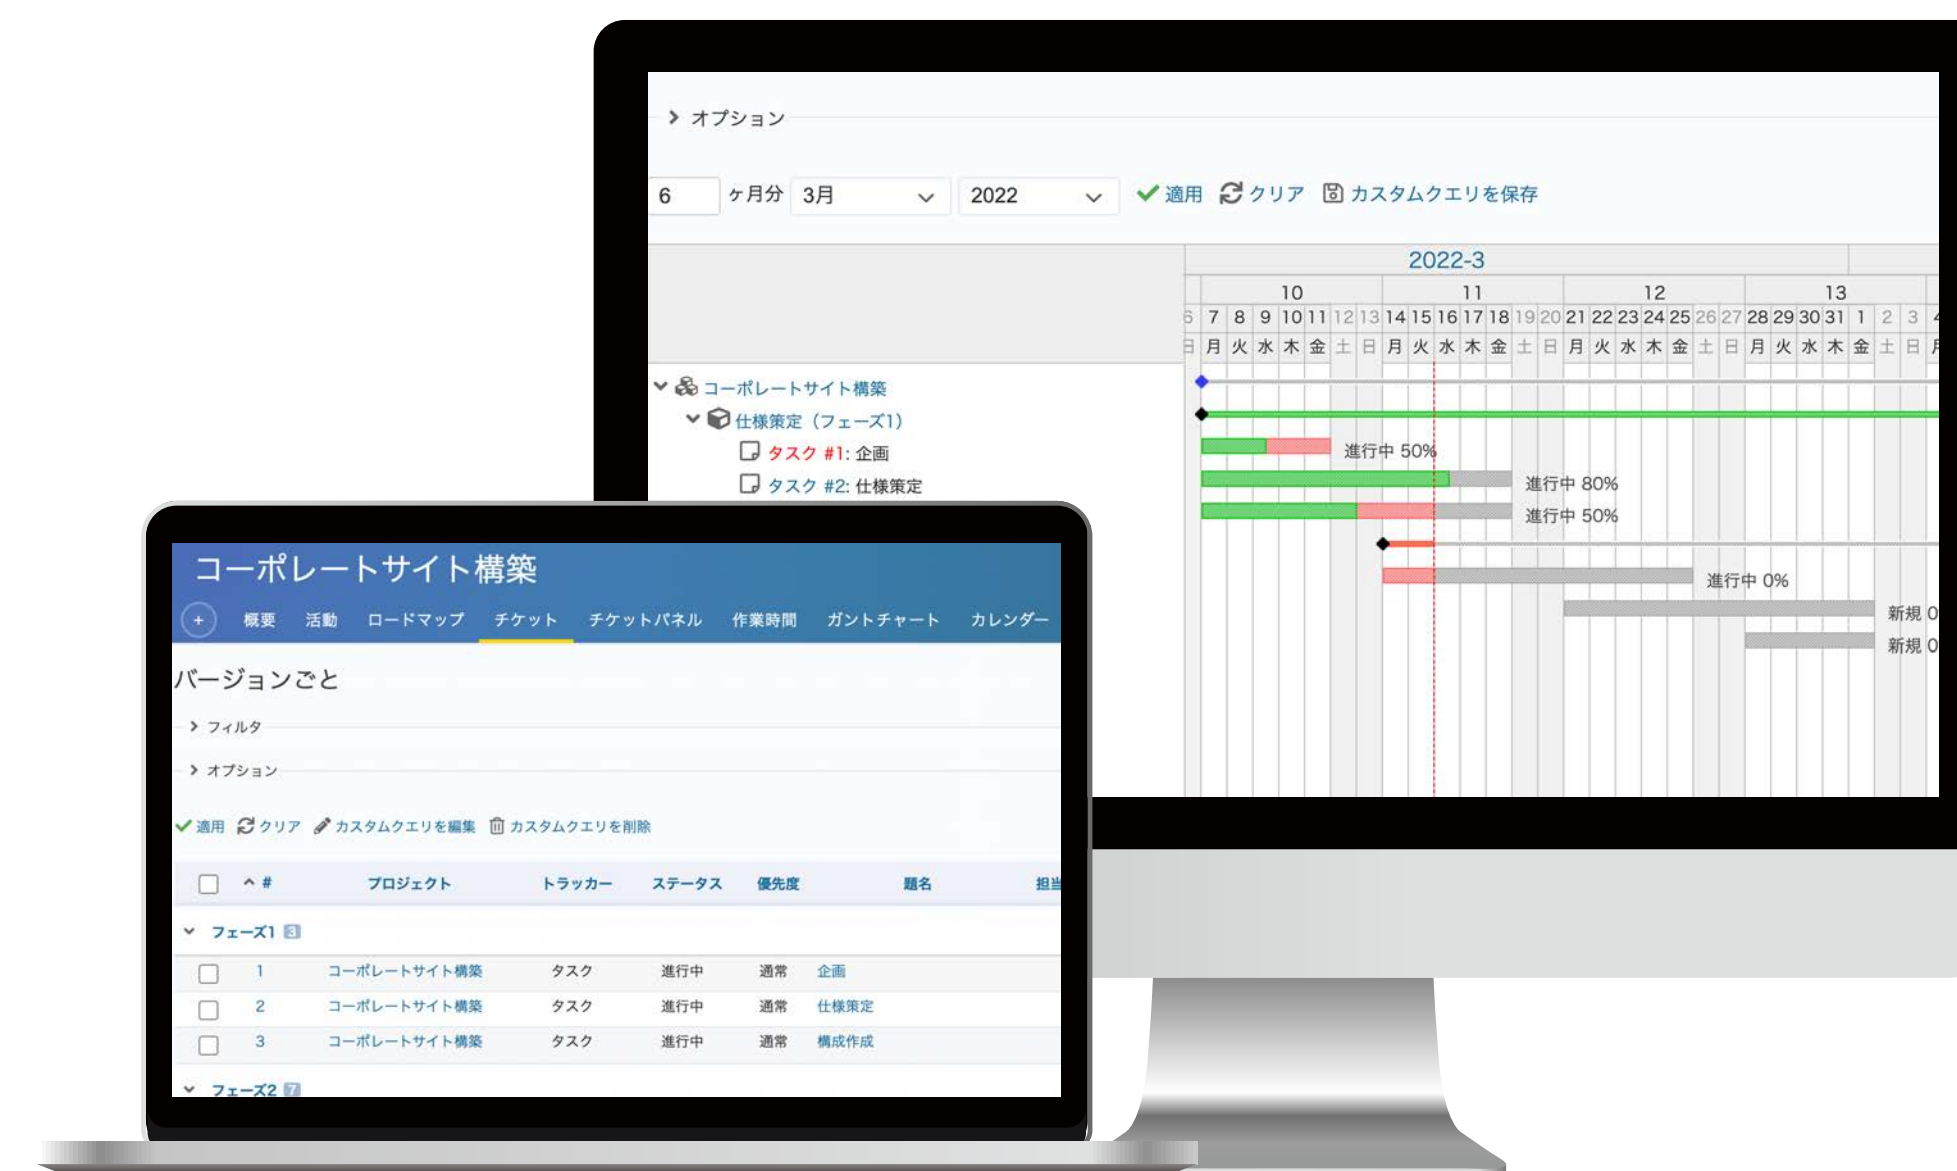 オプション
6 ヶ月分 3月 2022 適用 クリア カスタムクエリを保存
2022-3
10 11 12 13
6 7 8 9 10 11 12 13 14 15 16 17 18 19 20 21 22 23 24 25 26 27 28 29 30 31 1 2 3 4
日 月 火 水 木 金 土 日 月 火 水 木 金 土 日 月 火 水 木 金 土 日 月 火 水 木 金 土 日 月
コーポレートサイト構築
仕様策定（フェーズ1）
タスク #1: 企画 進行中 50%
タスク #2: 仕様策定 進行中 80%
進行中 50%
進行中 0%
新規 0
新規 0
コーポレートサイト構築
+ 概要 活動 ロードマップ チケット チケットパネル 作業時間 ガントチャート カレンダー
バージョンごと
フィルタ
オプション
適用 クリア カスタムクエリを編集 カスタムクエリを削除
# プロジェクト トラッカー ステータス 優先度 題名 担当
フェーズ1 3
1 コーポレートサイト構築 タスク 進行中 通常 企画
2 コーポレートサイト構築 タスク 進行中 通常 仕様策定
3 コーポレートサイト構築 タスク 進行中 通常 構成作成
フェーズ2 7